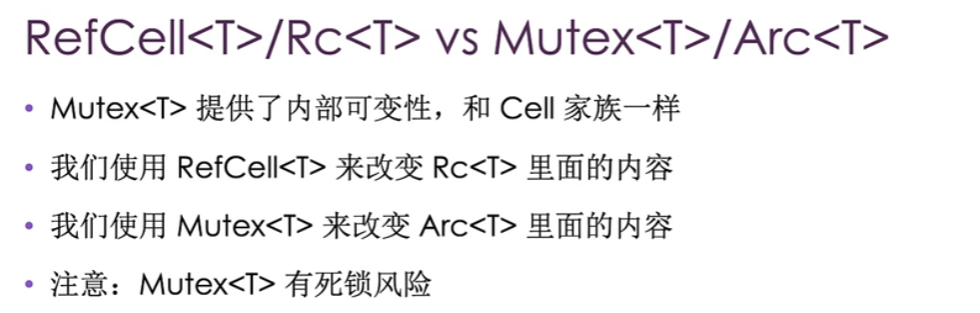 RefCell<T>/Rc<T> vs Mutex<T>/Arc<T>
• Mutex<T> 提供了内部可变性，和 Cell 家族一样
• 我们使用 RefCell<T> 来改变 Rc<T> 里面的内容
• 我们使用 Mutex<T> 来改变 Arc<T> 里面的内容
• 注意：Mutex<T> 有死锁风险